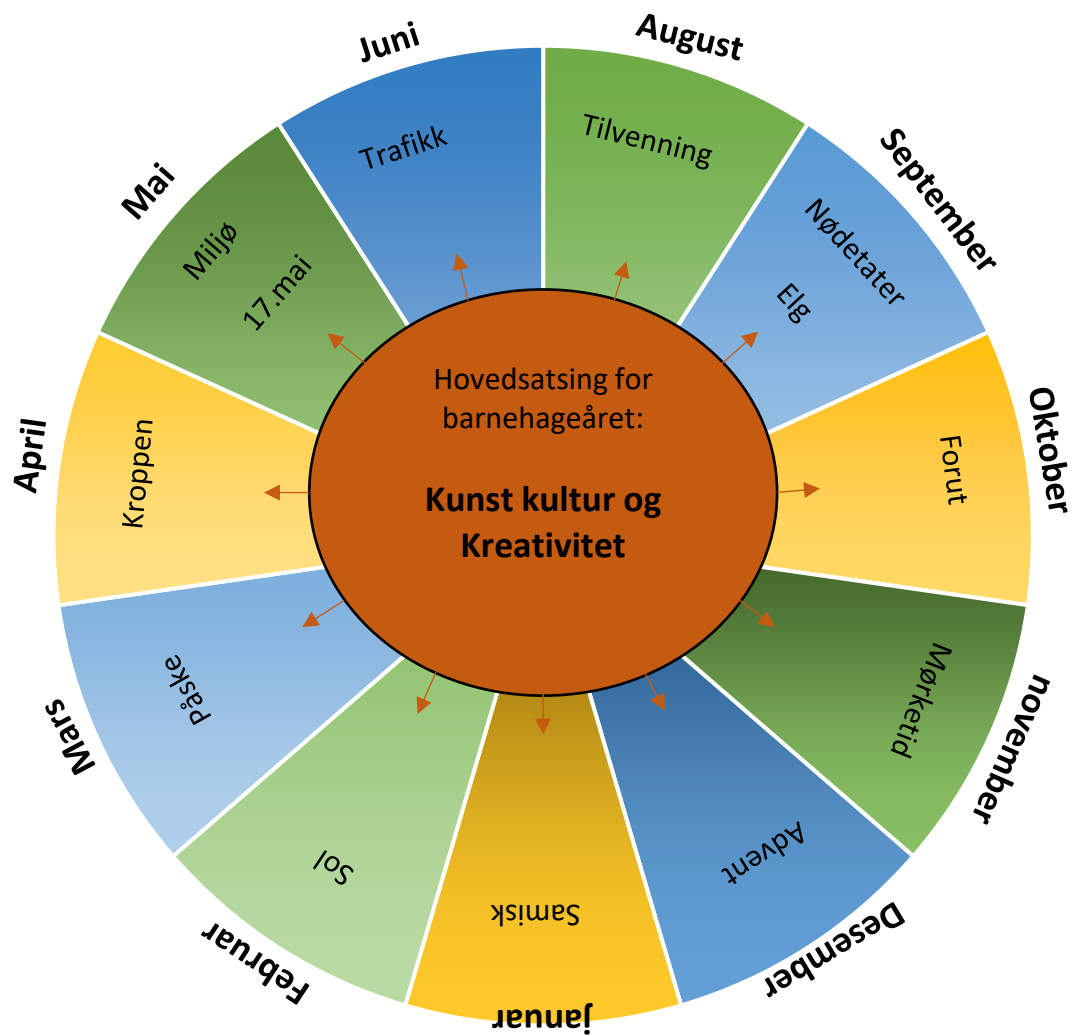 August
Tilvenning
September
Nødetater
Elg
Oktober
Forut
november
Mørketid
Desember
Advent
januar
Samisk
Februar
Sol
Mars
Påske
April
Kroppen
Mai
Miljø
17.mai
Juni
Trafikk
Hovedsatsing for
barnehageåret:
Kunst kultur og
Kreativitet